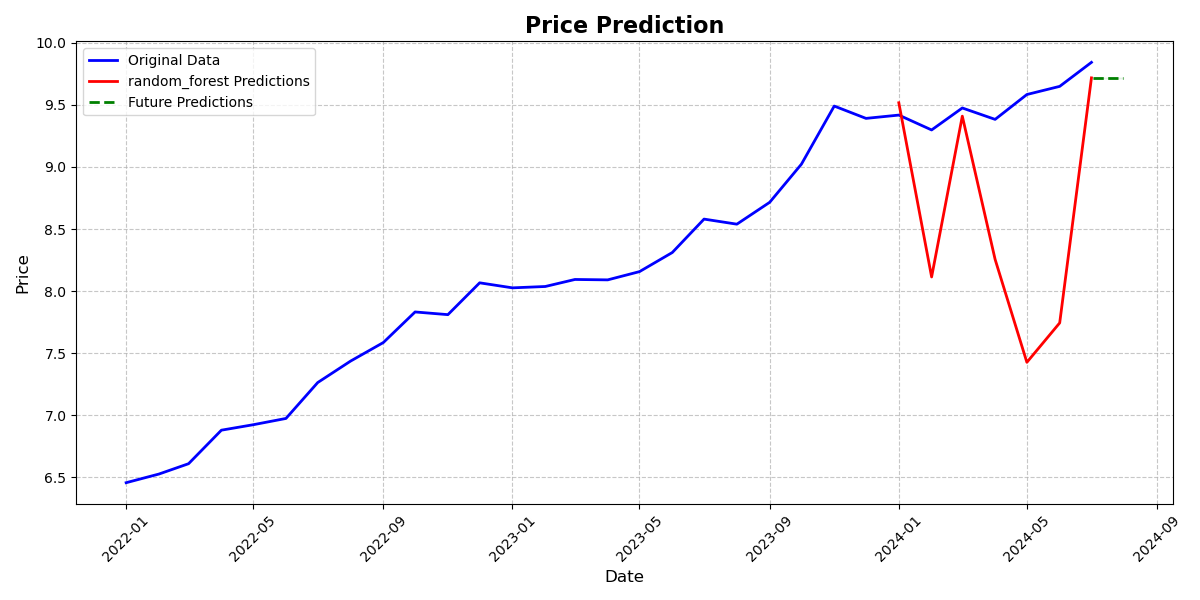 Price Prediction
Original Data
random_forest Predictions
Future Predictions
Price
10.0
9.5
9.0
8.5
8.0
7.5
7.0
6.5
2022-01
2022-05
2022-09
2023-01
2023-05
2023-09
2024-01
2024-05
2024-09
Date